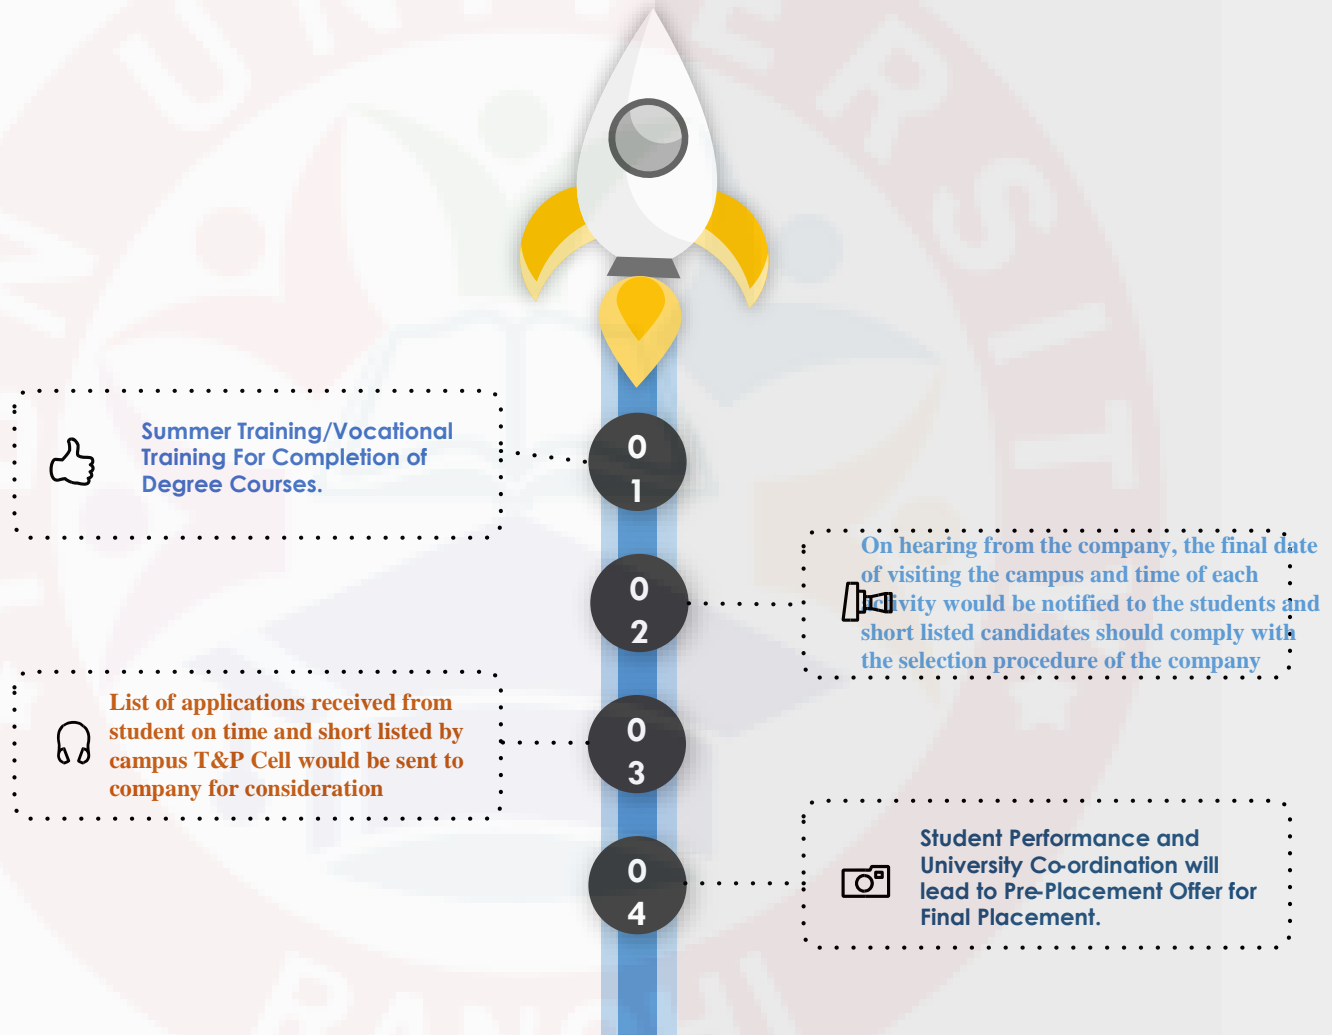 UNIVERSITY
RANCHI
0
1
Summer Training/Vocational
Training For Completion of
Degree Courses.
0
2
On hearing from the company, the final date
of visiting the campus and time of each
activity would be notified to the students and
short listed candidates should comply with
the selection procedure of the company
0
3
List of applications received from
student on time and short listed by
campus T&P Cell would be sent to
company for consideration
0
4
Student Performance and
University Co-ordination will
lead to Pre-Placement Offer for
Final Placement.